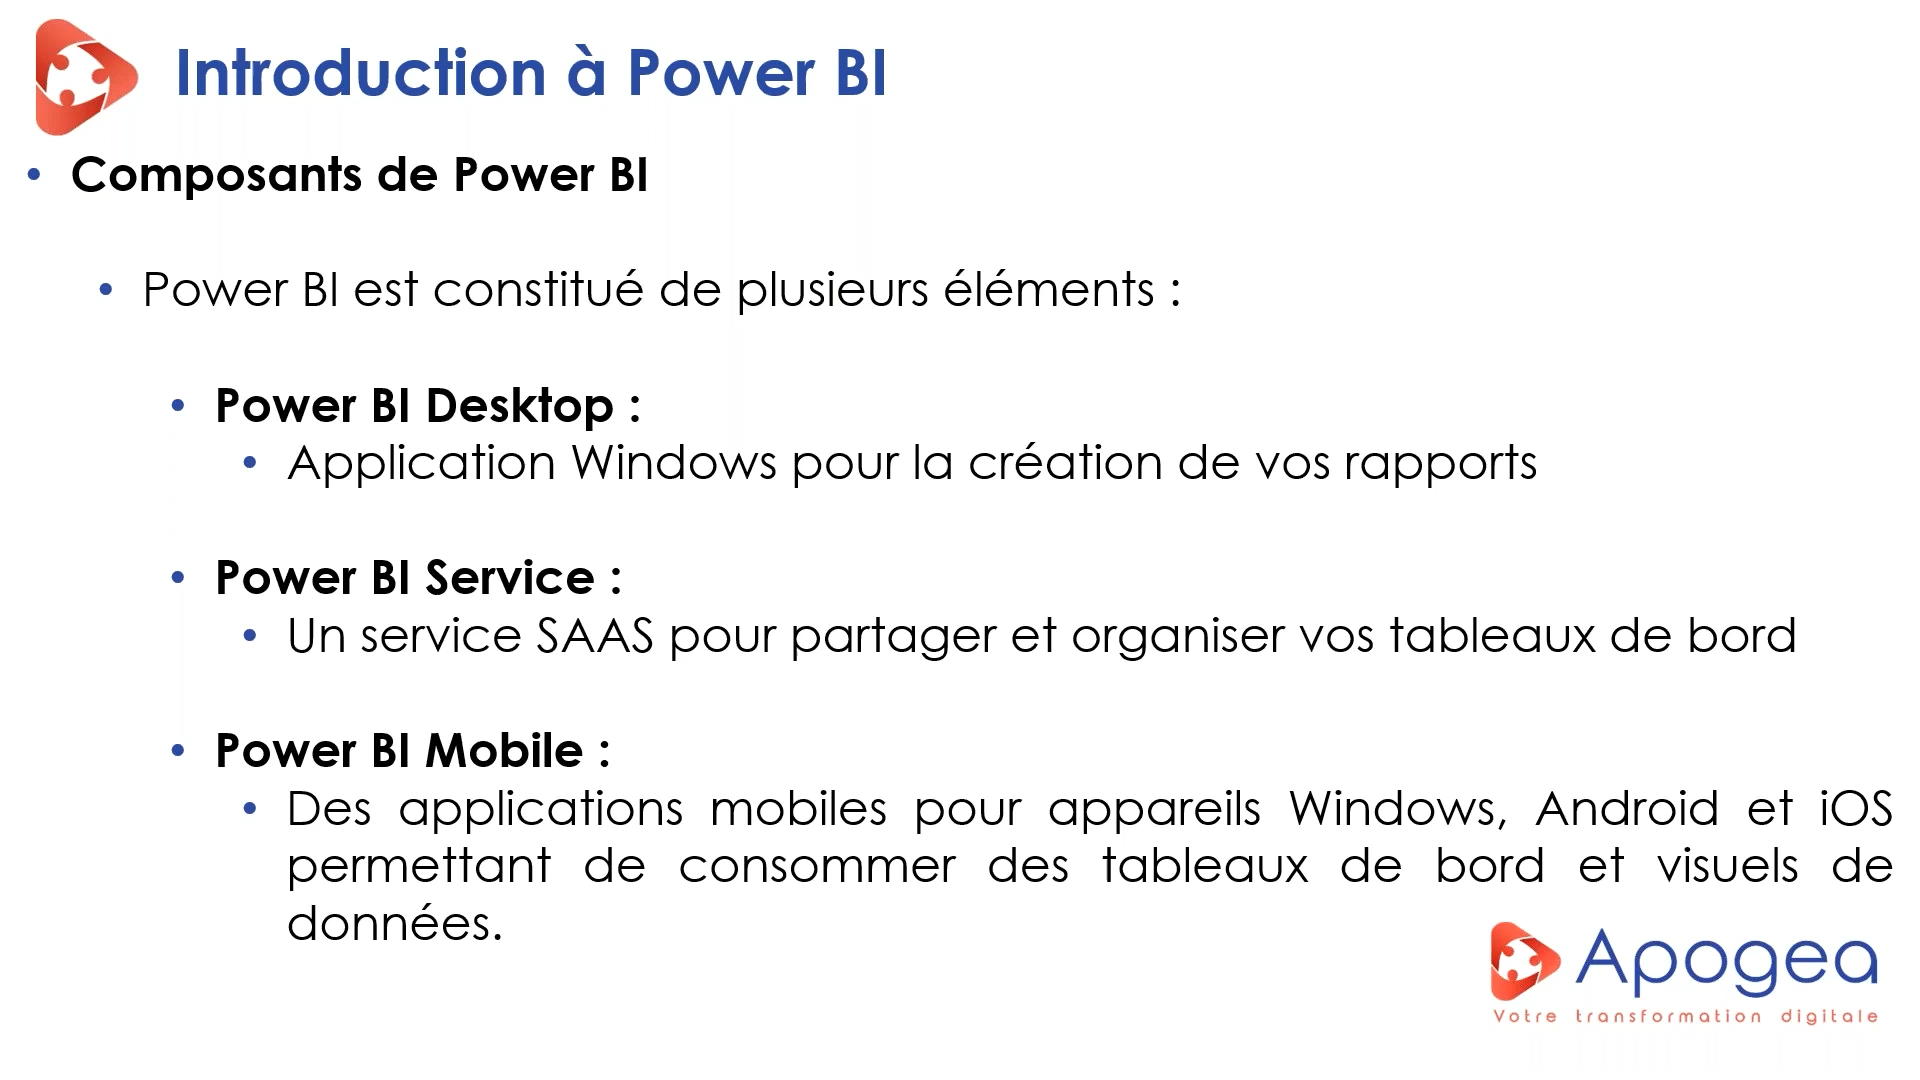 Introduction à Power BI
• Composants de Power BI
• Power BI est constitué de plusieurs éléments :
• Power BI Desktop :
• Application Windows pour la création de vos rapports
• Power BI Service :
• Un service SAAS pour partager et organiser vos tableaux de bord
• Power BI Mobile :
• Des applications mobiles pour appareils Windows, Android et iOS
permettant de consommer des tableaux de bord et visuels de
données.
Apogea
Votre transformation digitale